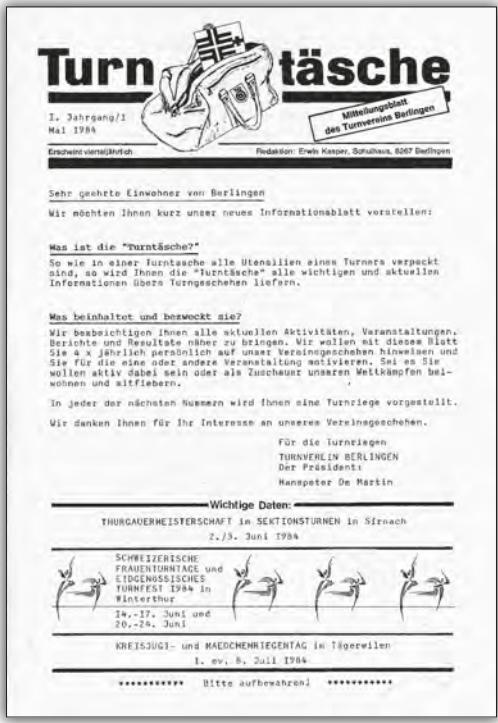 Turntäsche
1. Jahrgang/1
Mai 1984
Mitteilungsblatt
des Turnvereins Berlingen
Erscheint vierteljährlich
Redaktion: Erwin Kasper, Schulhaus, 8267 Berlingen
Sehr geehrte Einwohner von Berlingen
Wir möchten Ihnen kurz unser neues Informationsblatt vorstellen:
Was ist die "Turntäsche?"
So wie in einer Turntasche alle Utensilien eines Turners verpackt
sind, so wird Ihnen die "Turntäsche" alle wichtigen und aktuellen
Informationen übers Turngeschehen liefern.
Was beinhaltet und bezweckt sie?
Wir beabsichtigen Ihnen alle aktuellen Aktivitäten, Veranstaltungen,
Berichte und Resultate näher zu bringen. Wir wollen mit diesem Blatt
Sie 4 x jährlich persönlich auf unser Vereinsgeschehen hinweisen und
Sie für die eine oder andere Veranstaltung motivieren. Sei es Sie
wollen aktiv dabei sein oder als Zuschauer unseren Wettkämpfen bei-
wohnen und mitfiebern.
In jeder der nächsten Nummern wird Ihnen eine Turnriege vorgestellt.
Wir danken Ihnen für Ihr Interesse an unserem Vereinsgeschehen.
Für die Turnriegen
TURNVEREIN BERLINGEN
Der Präsident:
Hanspeter De Martin
Wichtige Daten:
THURGAUERMEISTERSCHAFT im SEKTIONSTURNEN in Sirnach
2./3. Juni 1984
SCHWEIZERISCHE
FRAUENTURNTAGE und
EIDGENÖSSISCHES
TURNFEST 1984 in
Winterthur
14.-17. Juni und
20.-24. Juni
KREISJUGI- und MAEDCHENRIEGENTAG in Tägerwilen
1. ev. 8. Juli 1984
*********** Bitte aufbewahren! ***********